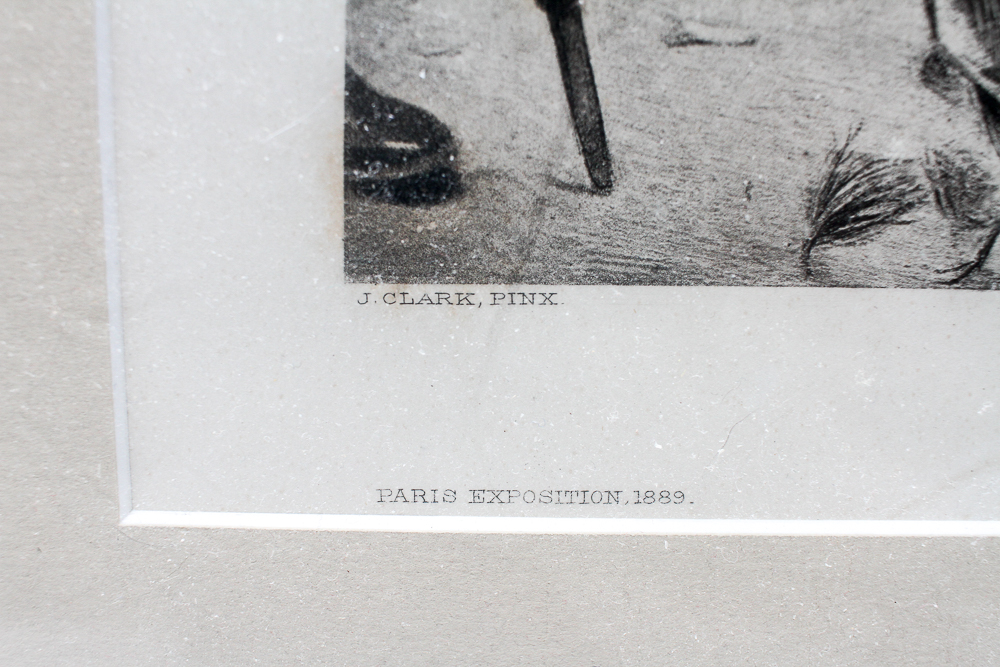 J. CLARK, PINX.
PARIS EXPOSITION, 1889.